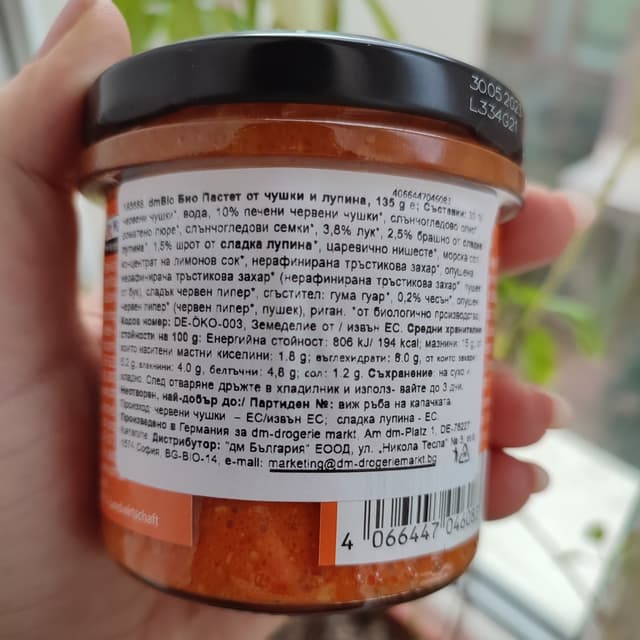 30.05.202
L334021
4066447046083
dmBio Био Пастет от чушки и лупина, 135 g e; Съставки:
червени чушки*, вода, 10% печени червени чушки*, слънчогледово олио*,
доматено пюре*, слънчогледови семки*, 3,8% лук*, 2,5% брашно от сладка
лупина*, 1,5% шрот от сладка лупина*, царевично нишесте*, морска сол,
концентрат на лимонов сок*, нерафинирана тръстикова захар*, опушена
нерафинирана тръстикова захар* (нерафинирана тръстикова захар*, пушек
от бук), сладък червен пипер*, сгъстител: гума гуар*, 0,2% чесън*, опушен
червен пипер* (червен пипер*, пушек), риган. *от биологично производство,
Кодов номер: DE-ÖKO-003, Земеделие от / извън ЕС. Средни хранителни
стойности на 100 g: Енергийна стойност: 806 kJ/ 194 kcal; мазнини: 15 g,
от които наситени мастни киселини: 1.8 g; въглехидрати: 8.0 g, от които захари:
6.2 g, влакнини: 4.0 g, белтъчни: 4,8 g; сол: 1.2 g. Съхранение: на сухо и
хладно. След отваряне дръжте в хладилник и използ- вайте до 3 дни.
Неотворен, най-добър до:/ Партиден №: виж ръба на капачката.
Произход: червени чушки – ЕС/извън ЕС; сладка лупина - ЕС.
Произведено в Германия за dm-drogerie markt, Am dm-Platz 1, DE-76227
Karlsruhe Дистрибутор: "дм България" ЕООД, ул. „Никола Тесла" № 5,
1574 София, BG-BIO-14, e-mail: marketing@dm-drogeriemarkt.bg
Landwirtschaft
4 066447 046083